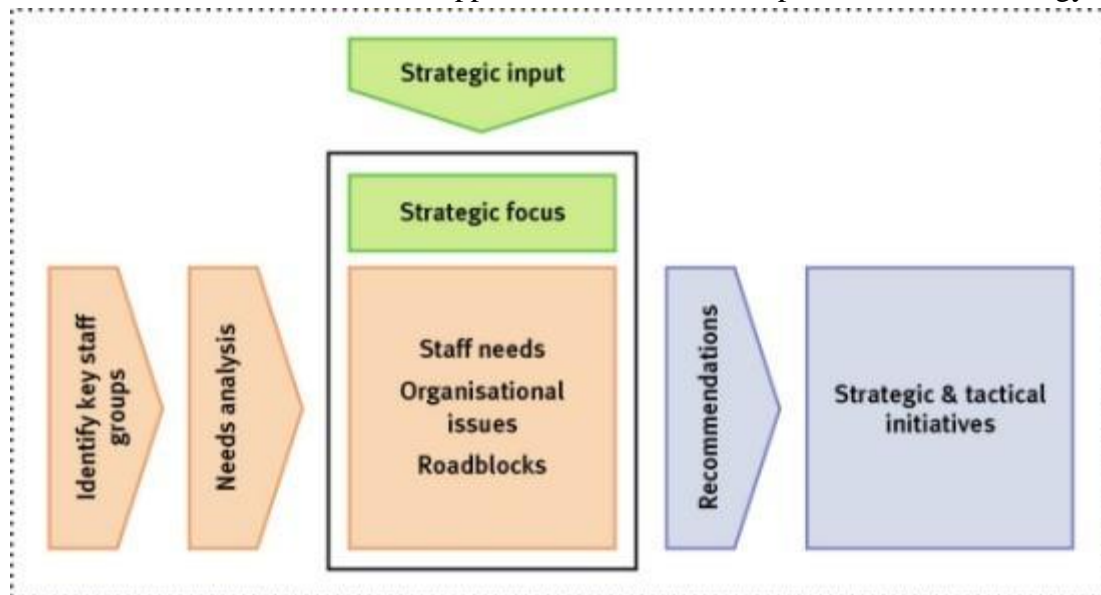 Strategic input
Strategic focus
Identify key staff
groups
Needs analysis
Staff needs
Organisational
issues
Roadblocks
Recommendations
Strategic & tactical
initiatives